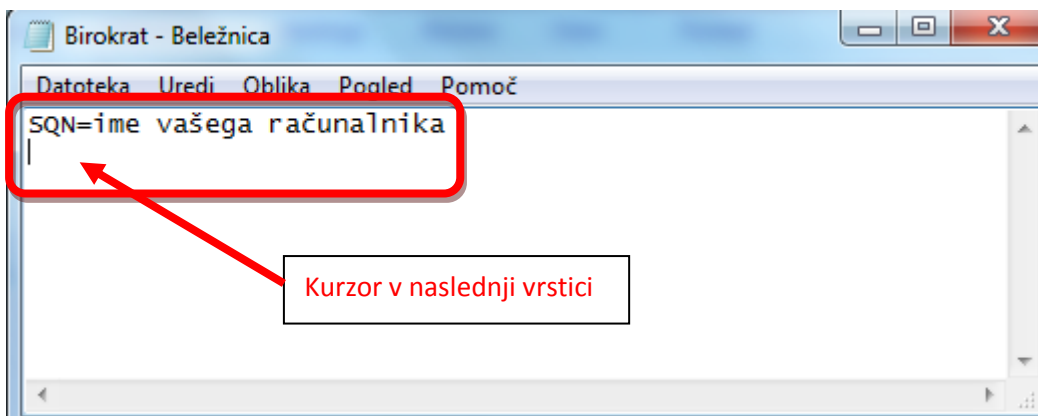 Birokrat - Beležnica
Datoteka Uredi Oblika Pogled Pomoč
SQN=ime vašega računalnika
Kurzor v naslednji vrstici